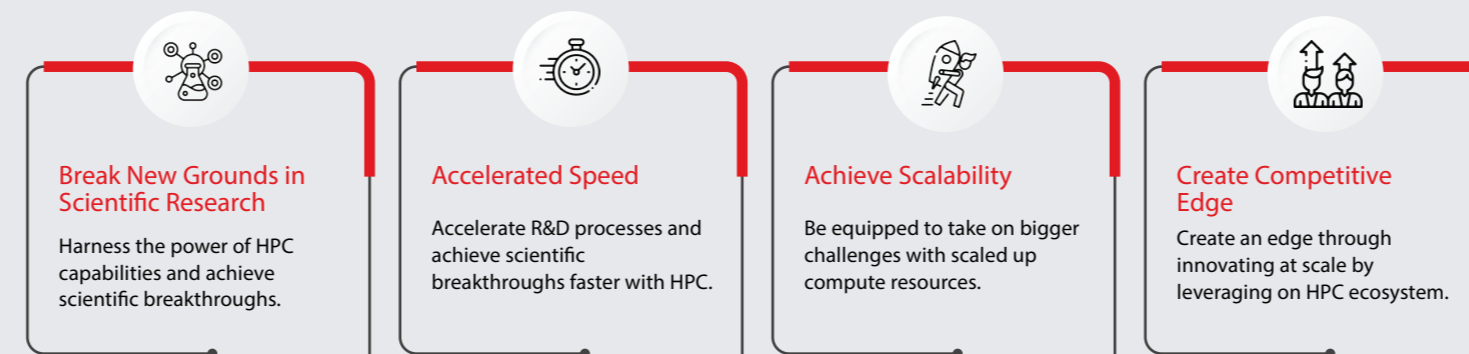 Break New Grounds in
Scientific Research
Harness the power of HPC
capabilities and achieve
scientific breakthroughs.
Accelerated Speed
Accelerate R&D processes and
achieve scientific
breakthroughs faster with HPC.
Achieve Scalability
Be equipped to take on bigger
challenges with scaled up
compute resources.
Create Competitive
Edge
Create an edge through
innovating at scale by
leveraging on HPC ecosystem.